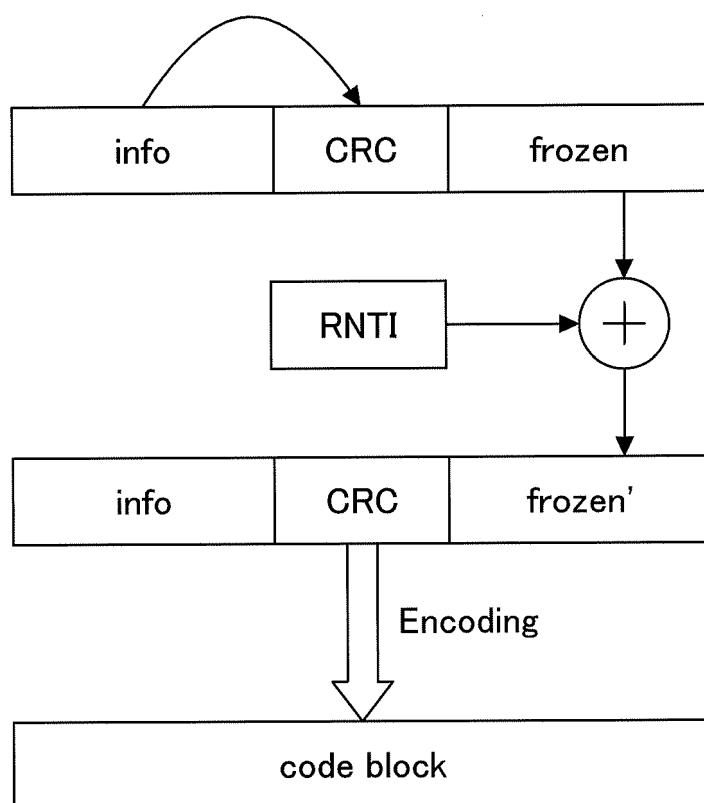 info CRC frozen
RNTI +
info CRC frozen'
Encoding
code block